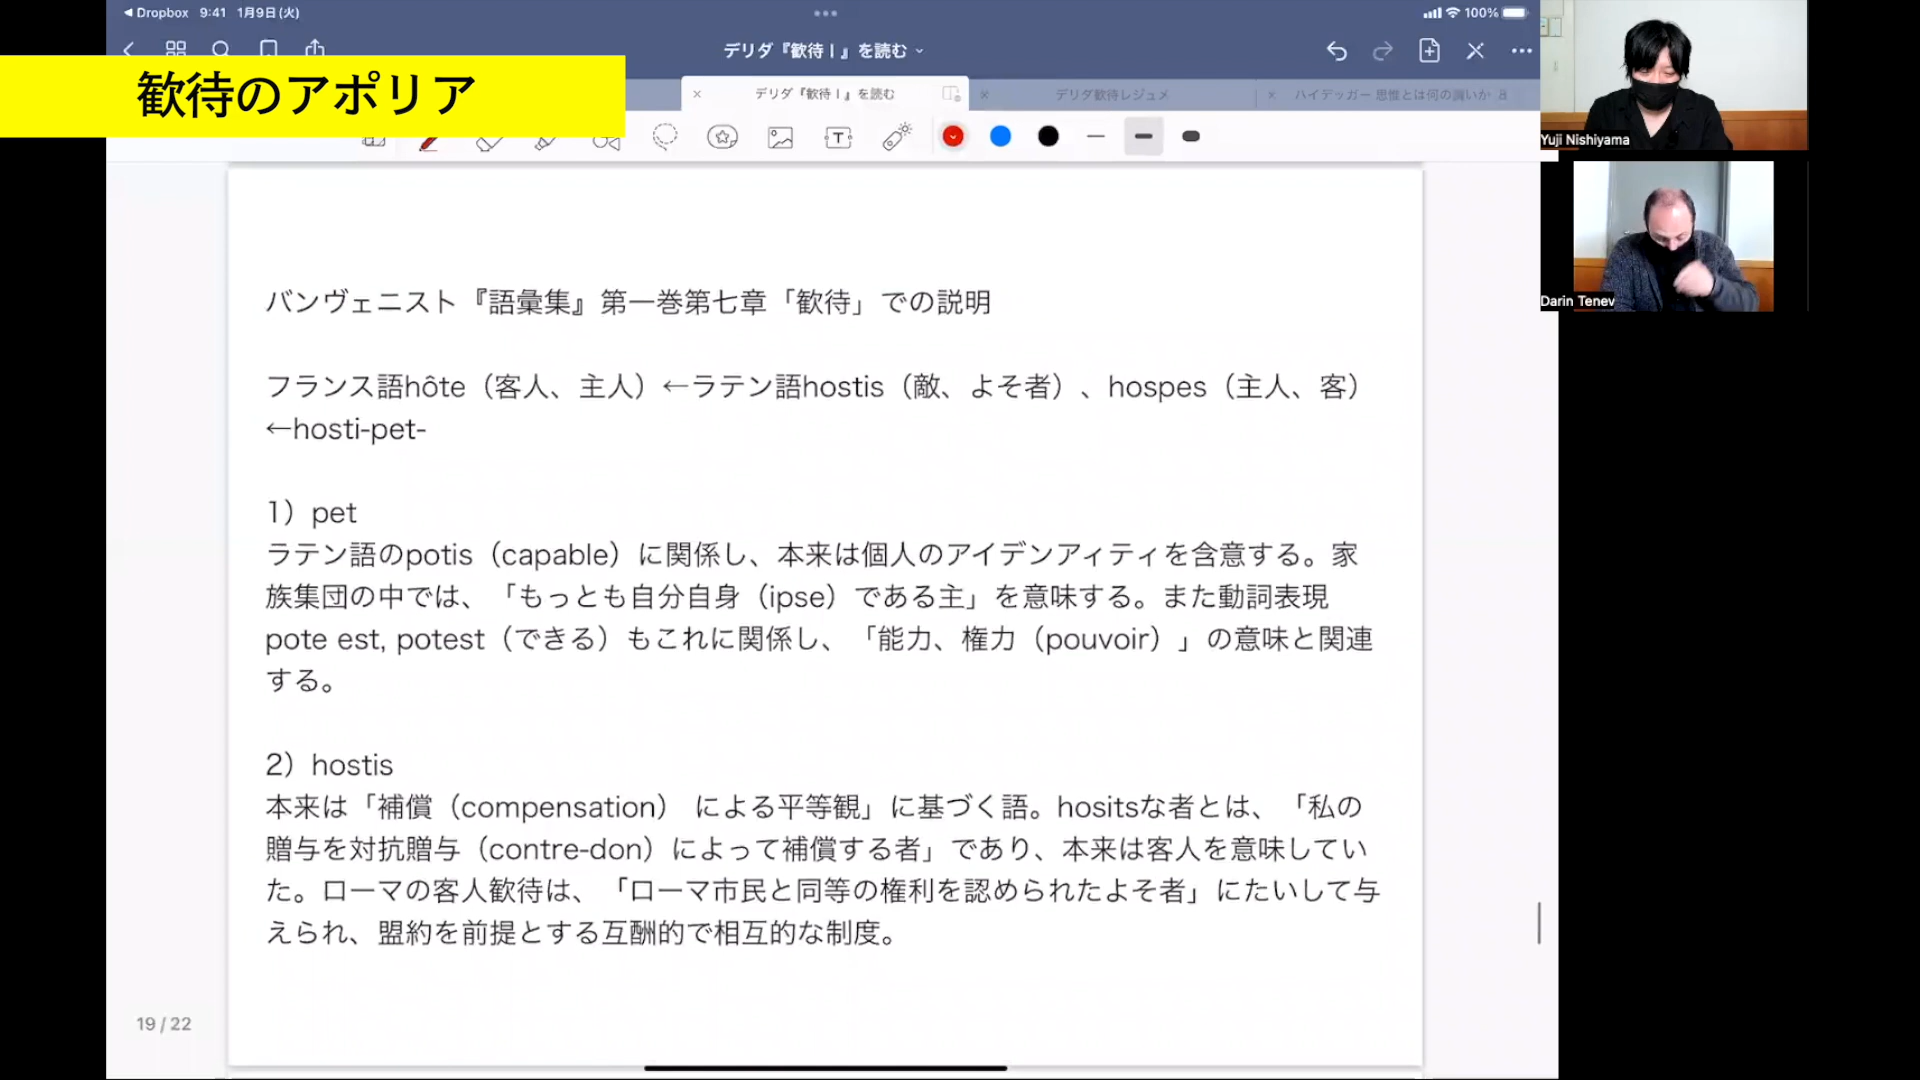 Dropbox 9:41 1月9日(火)
100%
デリダ『歓待Ⅰ』を読む
歓待のアポリア
デリダ『歓待Ⅰ』を読む
デリダ歓待レジュメ
ハイデッガー 思惟とは何の謂いか
バンヴェニスト『語彙集』第一巻第七章「歓待」での説明
フランス語hôte（客人、主人）←ラテン語hostis（敵、よそ者）、hospes（主人、客）
←hosti-pet-
1）pet
ラテン語のpotis（capable）に関係し、本来は個人のアイデンアィティを含意する。家
族集団の中では、「もっとも自分自身（ipse）である主」を意味する。また動詞表現
pote est, potest（できる）もこれに関係し、「能力、権力（pouvoir）」の意味と関連
する。
2）hostis
本来は「補償（compensation） による平等観」に基づく語。hositsな者とは、「私の
贈与を対抗贈与（contre-don）によって補償する者」であり、本来は客人を意味してい
た。ローマの客人歓待は、「ローマ市民と同等の権利を認められたよそ者」にたいして与
えられ、盟約を前提とする互酬的で相互的な制度。
19 / 22
Yuji Nishiyama
Darin Tenev